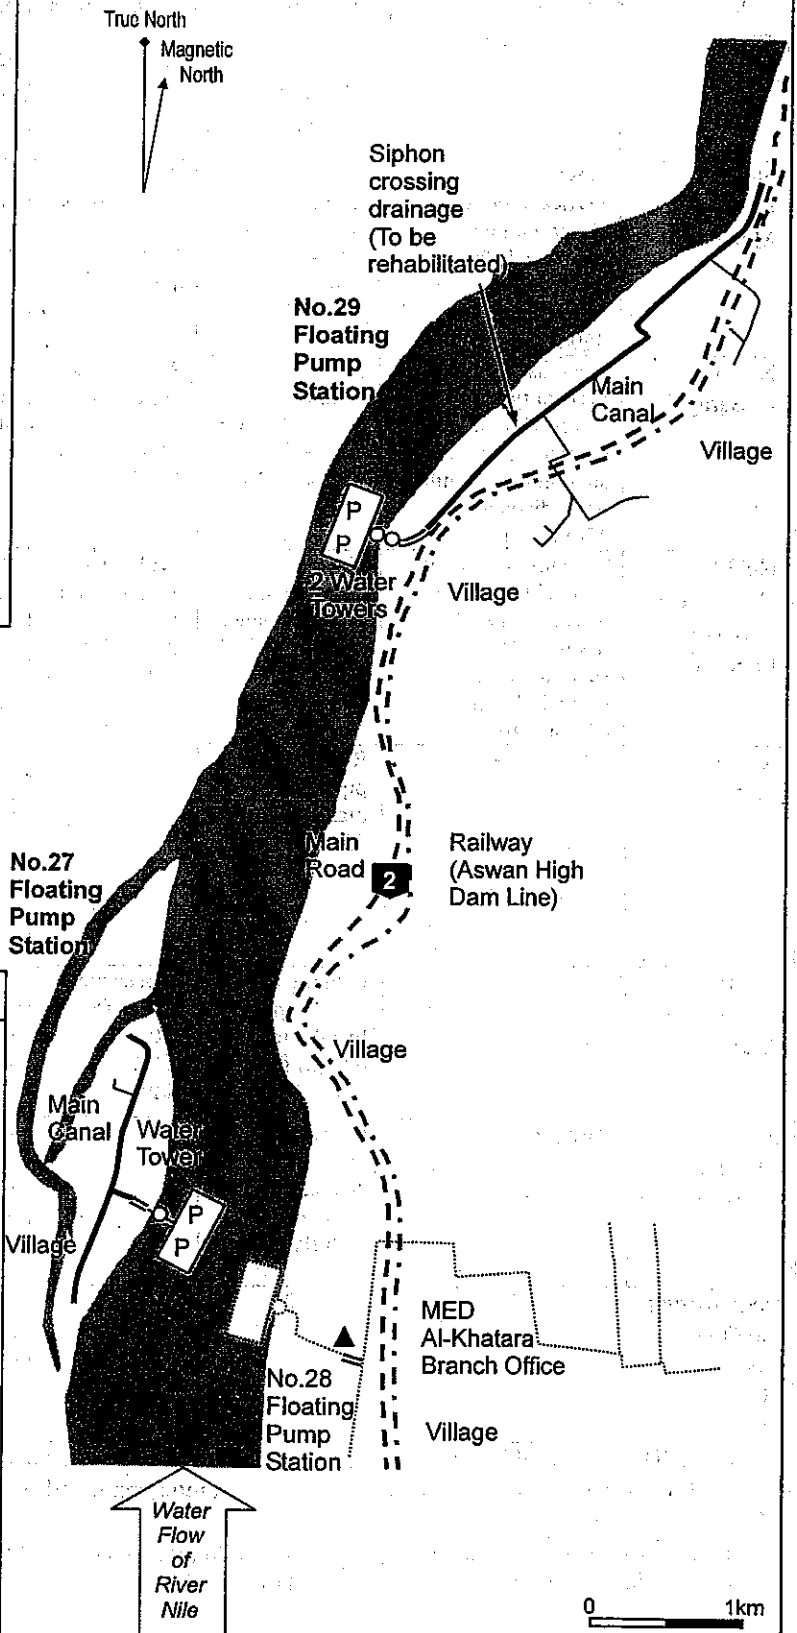 True North
Magnetic
North
Siphon
crossing
drainage
(To be
rehabilitated)
No.29
Floating
Pump
Station
Main
Canal
Village
P
P
2 Water
Towers
Village
Main
Road
2
Railway
(Aswan High
Dam Line)
No.27
Floating
Pump
Station
Village
Main
Canal
Water
Tower
P
P
Village
MED
Al-Khatara
Branch Office
No.28
Floating
Pump
Station
Village
Water
Flow
of
River
Nile
0 1km